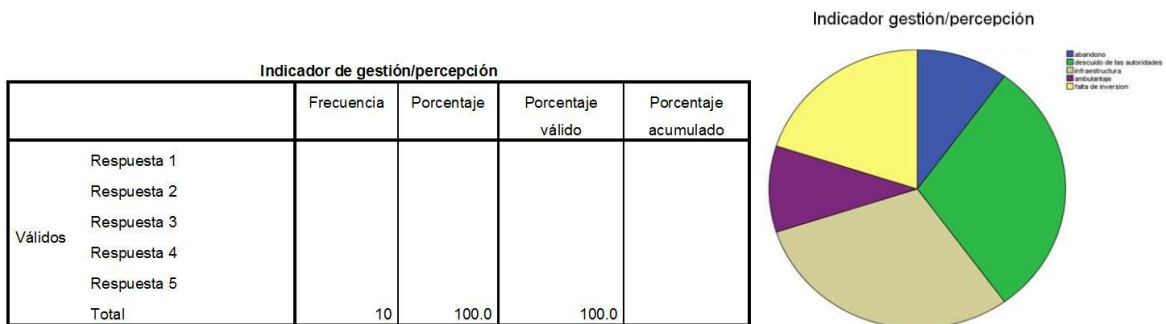 Indicador de gestión/percepción
Frecuencia Porcentaje Porcentaje válido Porcentaje acumulado
Válidos
Respuesta 1
Respuesta 2
Respuesta 3
Respuesta 4
Respuesta 5
Total 10 100.0 100.0
Indicador gestión/percepción
abandono
descuido de las autoridades
infraestructura
ambulantaje
falta de inversion